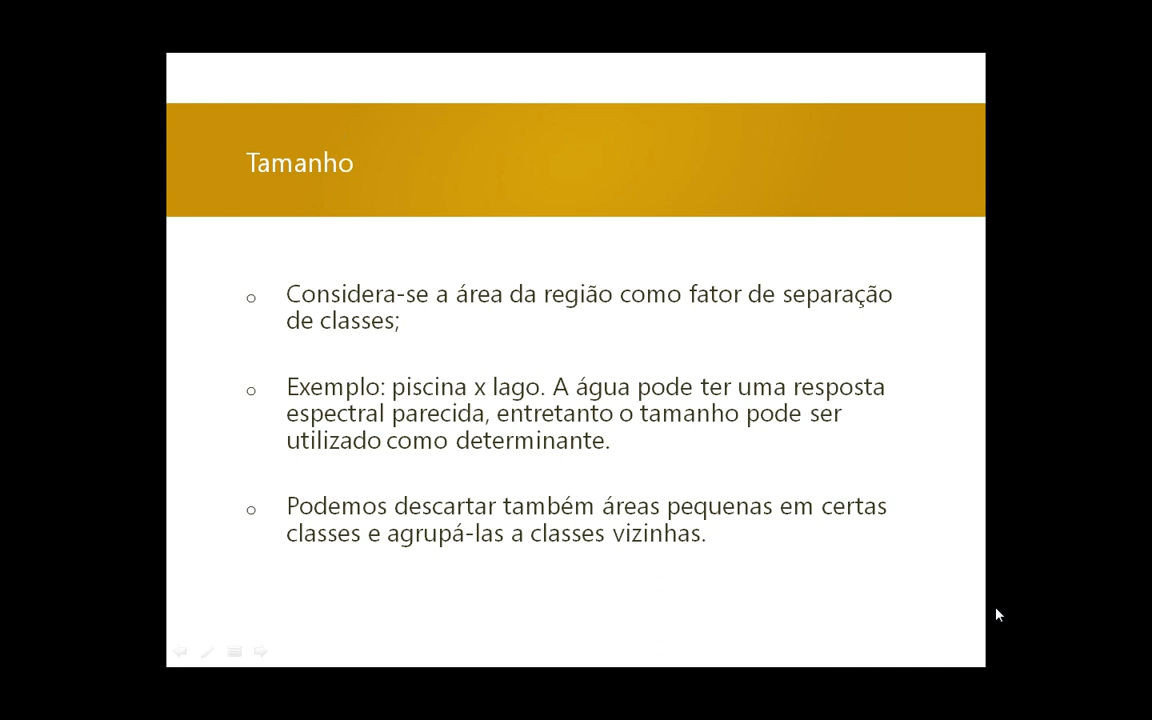 Tamanho
Considera-se a área da região como fator de separação
de classes;
Exemplo: piscina x lago. A água pode ter uma resposta
espectral parecida, entretanto o tamanho pode ser
utilizado como determinante.
Podemos descartar também áreas pequenas em certas
classes e agrupá-las a classes vizinhas.